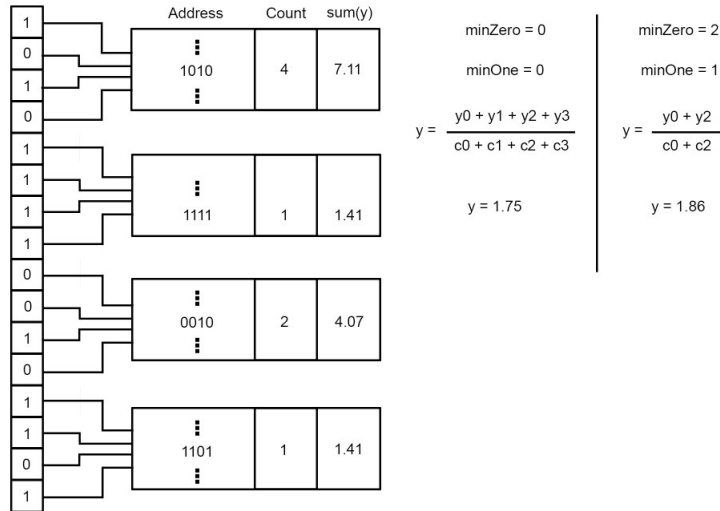 Address Count sum(y)
1
0
1
0
1
1
1
1
0
0
1
0
1
1
0
1
1010 4 7.11
1111 1 1.41
0010 2 4.07
1101 1 1.41
minZero = 0
minOne = 0
y = y0 + y1 + y2 + y3
c0 + c1 + c2 + c3
y = 1.75
minZero = 2
minOne = 1
y = y0 + y2
c0 + c2
y = 1.86